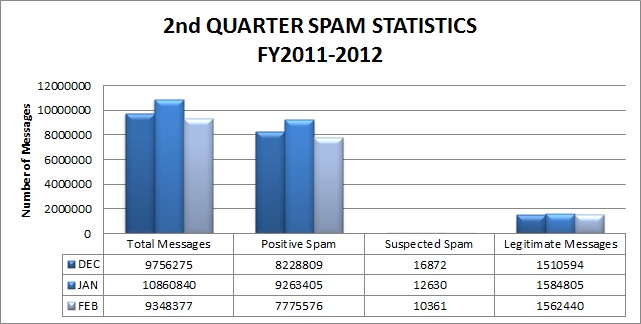 2nd QUARTER SPAM STATISTICS
FY2011-2012
Number of Messages
12000000
10000000
8000000
6000000
4000000
2000000
0
Total Messages Positive Spam Suspected Spam Legitimate Messages
DEC 9756275 8228809 16872 1510594
JAN 10860840 9263405 12630 1584805
FEB 9348377 7775576 10361 1562440